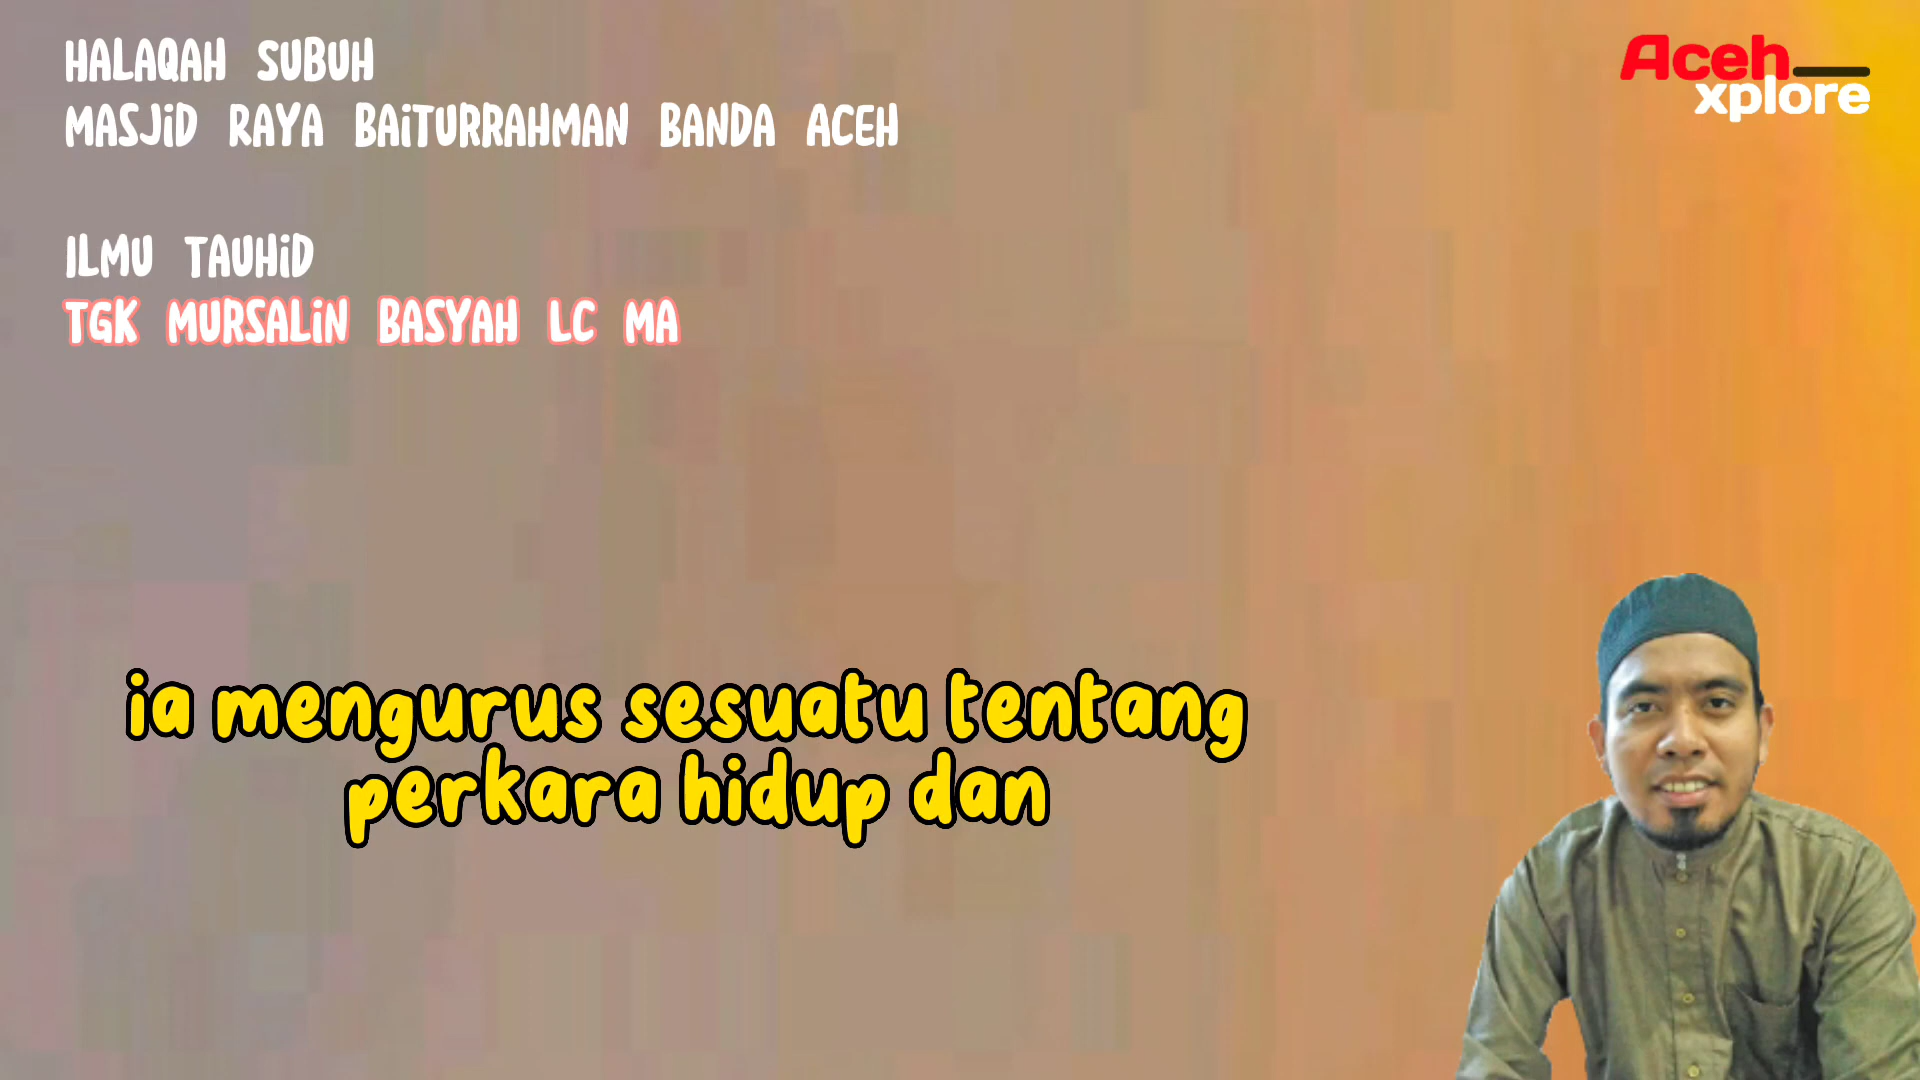 HALAQAH SUBUH
MASJiD RAYA BAiTURRAHMAN BANDA ACEH
ILMU TAUHiD
TGK MURSALiN BASYAH LC MA
Aceh
xplore
ia mengurus sesuatu tentang
perkara hidup dan